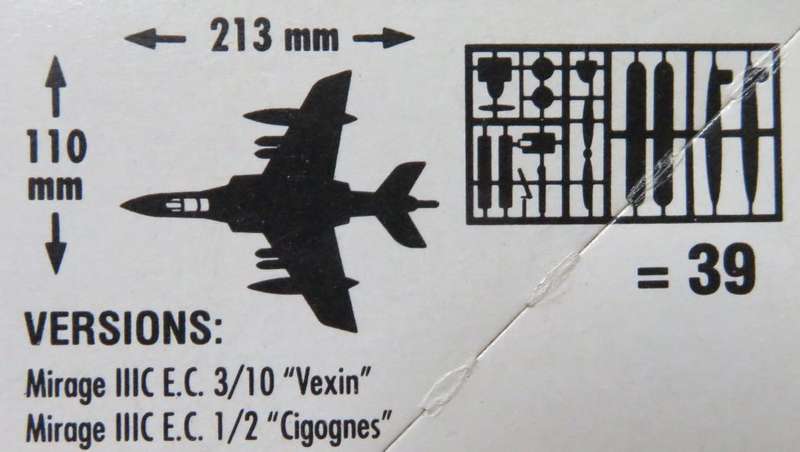 213 mm
110
mm
= 39
VERSIONS:
Mirage IIIC E.C. 3/10 “Vexin”
Mirage IIIC E.C. 1/2 “Cigognes”